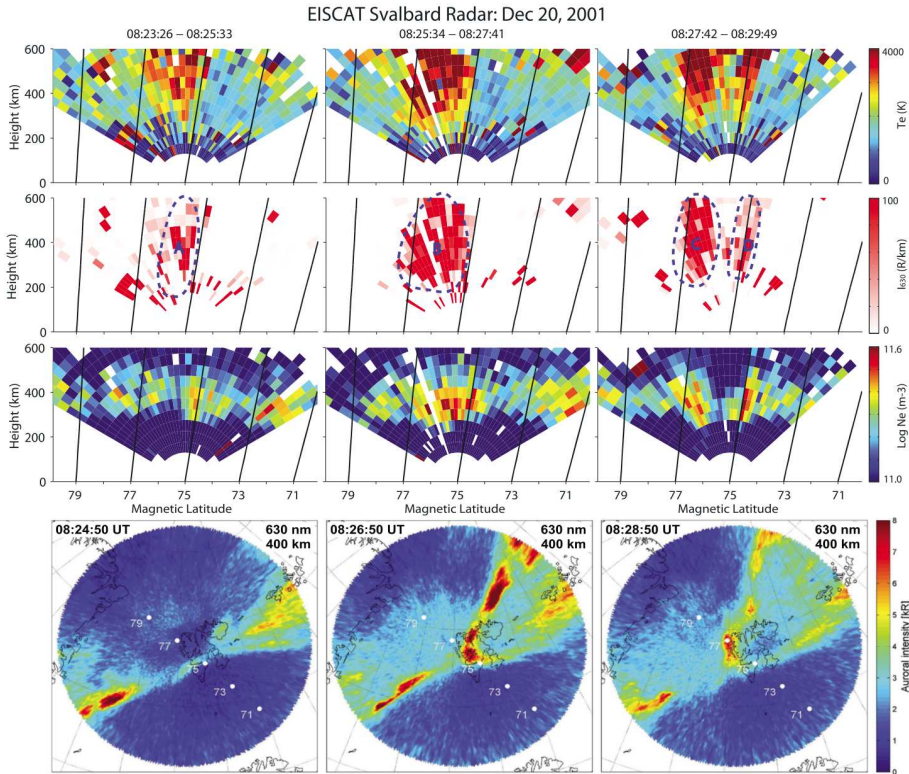 EISCAT Svalbard Radar: Dec 20, 2001
08:23:26 – 08:25:33
08:25:34 – 08:27:41
08:27:42 – 08:29:49
Height (km)
600
400
200
0
4000
Te (K)
0
Height (km)
600
400
200
0
100
I630 (R/km)
0
Height (km)
600
400
200
0
11.6
Log Ne (m-3)
11.0
79 77 75 73 71
79 77 75 73 71
79 77 75 73 71
Magnetic Latitude
Magnetic Latitude
Magnetic Latitude
08:24:50 UT
630 nm
400 km
79
77
75
73
71
08:26:50 UT
630 nm
400 km
79
77
75
73
71
08:28:50 UT
630 nm
400 km
79
77
75
73
71
8
7
6
5
4
3
2
1
0
Auroral intensity [kR]